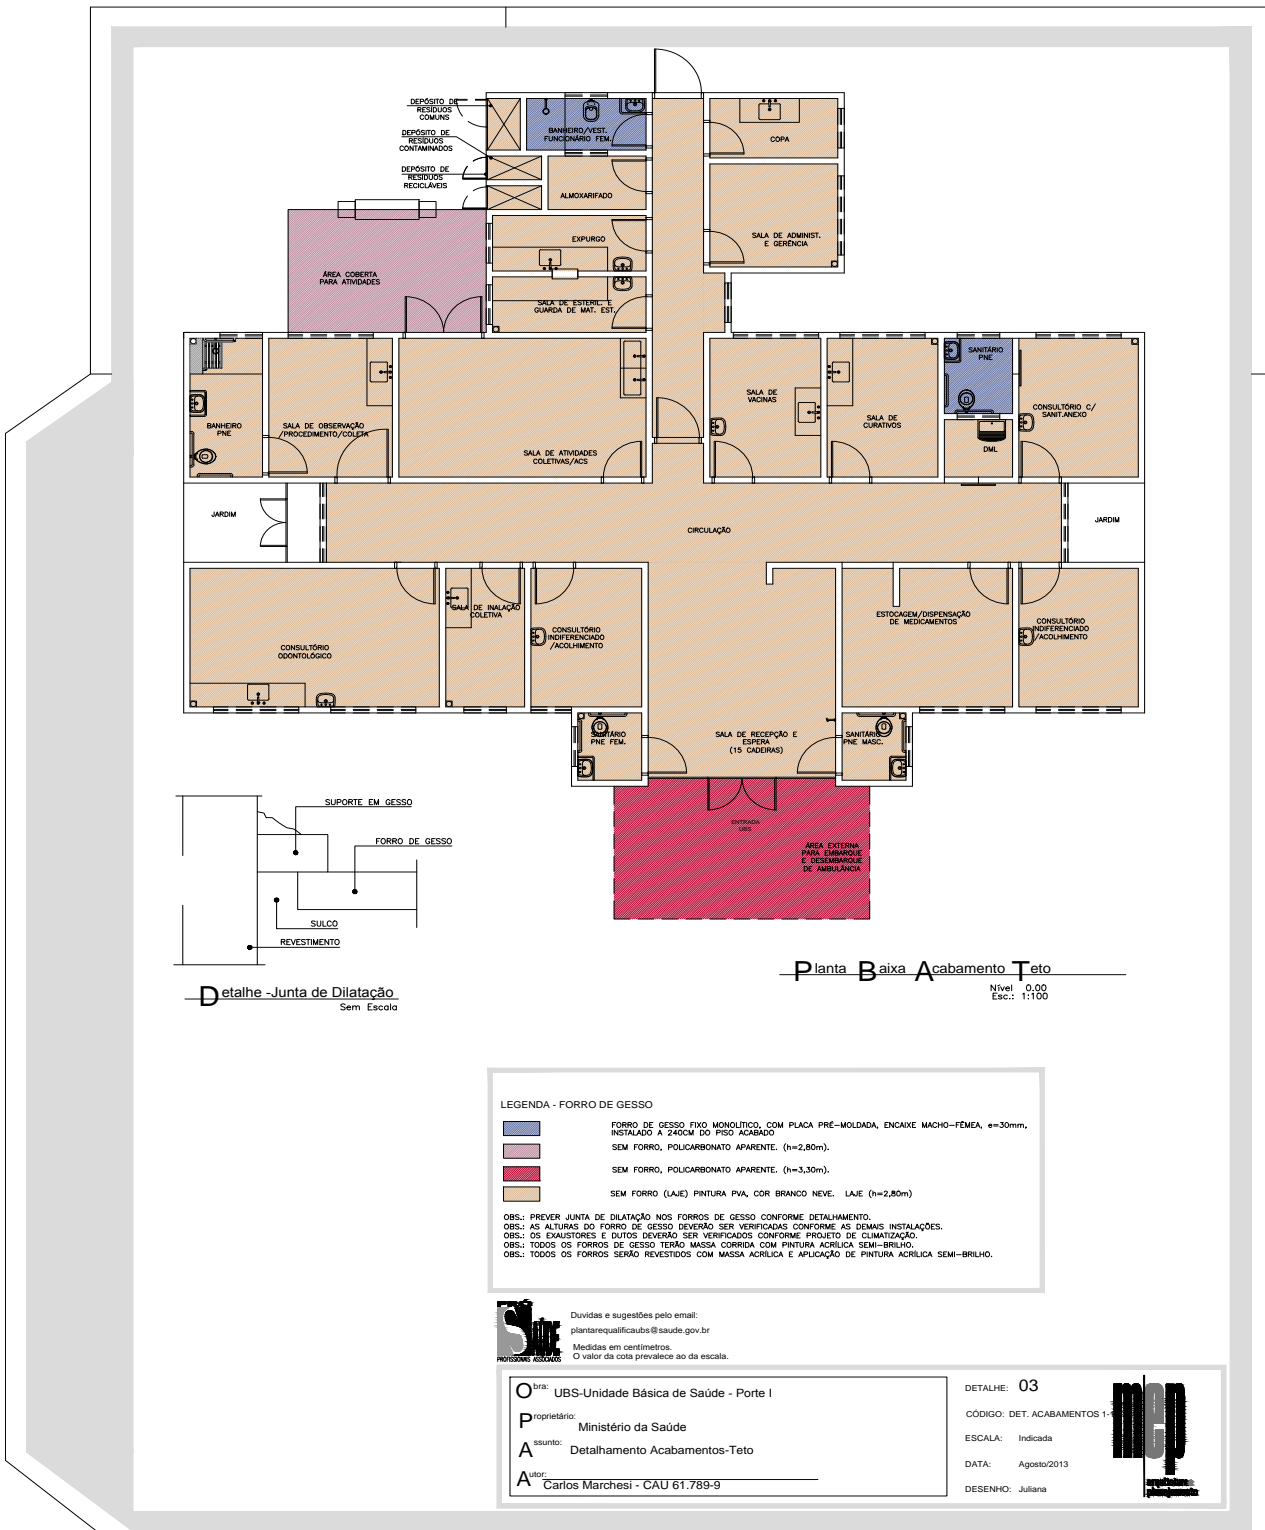 DEPÓSITO DE
RESÍDUOS
COMUNS
DEPÓSITO DE
RESÍDUOS
CONTAMINADOS
DEPÓSITO DE
RESÍDUOS
RECICLÁVEIS
BANHEIRO/VEST.
FUNCIONÁRIO FEM.
COPA
ALMOXARIFADO
EXPURGO
SALA DE ADMINIST.
E GERÊNCIA
ÁREA COBERTA
PARA ATIVIDADES
SALA DE ESTERIL. E
GUARDA DE MAT. EST.
SANITÁRIO
PNE
SALA DE
VACINAS
SALA DE
CURATIVOS
CONSULTÓRIO C/
SANIT.ANEXO
BANHEIRO
PNE
SALA DE OBSERVAÇÃO
/PROCEDIMENTO/COLETA
SALA DE ATIVIDADES
COLETIVAS/ACS
DML
JARDIM
CIRCULAÇÃO
JARDIM
CONSULTÓRIO
ODONTOLÓGICO
SALA DE INALAÇÃO
COLETIVA
CONSULTÓRIO
INDIFERENCIADO
/ACOLHIMENTO
ESTOCAGEM/DISPENSAÇÃO
DE MEDICAMENTOS
CONSULTÓRIO
INDIFERENCIADO
/ACOLHIMENTO
SANITÁRIO
PNE FEM.
SALA DE RECEPÇÃO E
ESPERA
(15 CADEIRAS)
SANITÁRIO
PNE MASC.
ENTRADA
UBS
ÁREA EXTERNA
PARA EMBARQUE
E DESEMBARQUE
DE AMBULÂNCIA
SUPORTE EM GESSO
FORRO DE GESSO
SULCO
REVESTIMENTO
Detalhe -Junta de Dilatação
Sem Escala
Planta Baixa Acabamento Teto
Nível 0.00
Esc.: 1:100
LEGENDA - FORRO DE GESSO
FORRO DE GESSO FIXO MONOLÍTICO, COM PLACA PRÉ-MOLDADA, ENCAIXE MACHO-FÊMEA, e=30mm,
INSTALADO A 240CM DO PISO ACABADO
SEM FORRO, POLICARBONATO APARENTE. (h=2,80m).
SEM FORRO, POLICARBONATO APARENTE. (h=3,30m).
SEM FORRO (LAJE) PINTURA PVA, COR BRANCO NEVE. LAJE (h=2,80m)
OBS.: PREVER JUNTA DE DILATAÇÃO NOS FORROS DE GESSO CONFORME DETALHAMENTO.
OBS.: AS ALTURAS DO FORRO DE GESSO DEVERÃO SER VERIFICADAS CONFORME AS DEMAIS INSTALAÇÕES.
OBS.: OS EXAUSTORES E DUTOS DEVERÃO SER VERIFICADOS CONFORME PROJETO DE CLIMATIZAÇÃO.
OBS.: TODOS OS FORROS DE GESSO TERÃO MASSA CORRIDA COM PINTURA ACRÍLICA SEMI-BRILHO.
OBS.: TODOS OS FORROS SERÃO REVESTIDOS COM MASSA ACRÍLICA E APLICAÇÃO DE PINTURA ACRÍLICA SEMI-BRILHO.
PRÓ
SAÚDE
PROFISSIONAIS ASSOCIADOS
Duvidas e sugestões pelo email:
plantarequalificaubs@saude.gov.br
Medidas em centímetros.
O valor da cota prevalece ao da escala.
Obra: UBS-Unidade Básica de Saúde - Porte I
Proprietário: Ministério da Saúde
Assunto: Detalhamento Acabamentos-Teto
Autor: Carlos Marchesi - CAU 61.789-9
DETALHE: 03
CÓDIGO: DET. ACABAMENTOS
ESCALA: Indicada
DATA: Agosto/2013
DESENHO: Juliana
mep
arquitetura e
planejamento